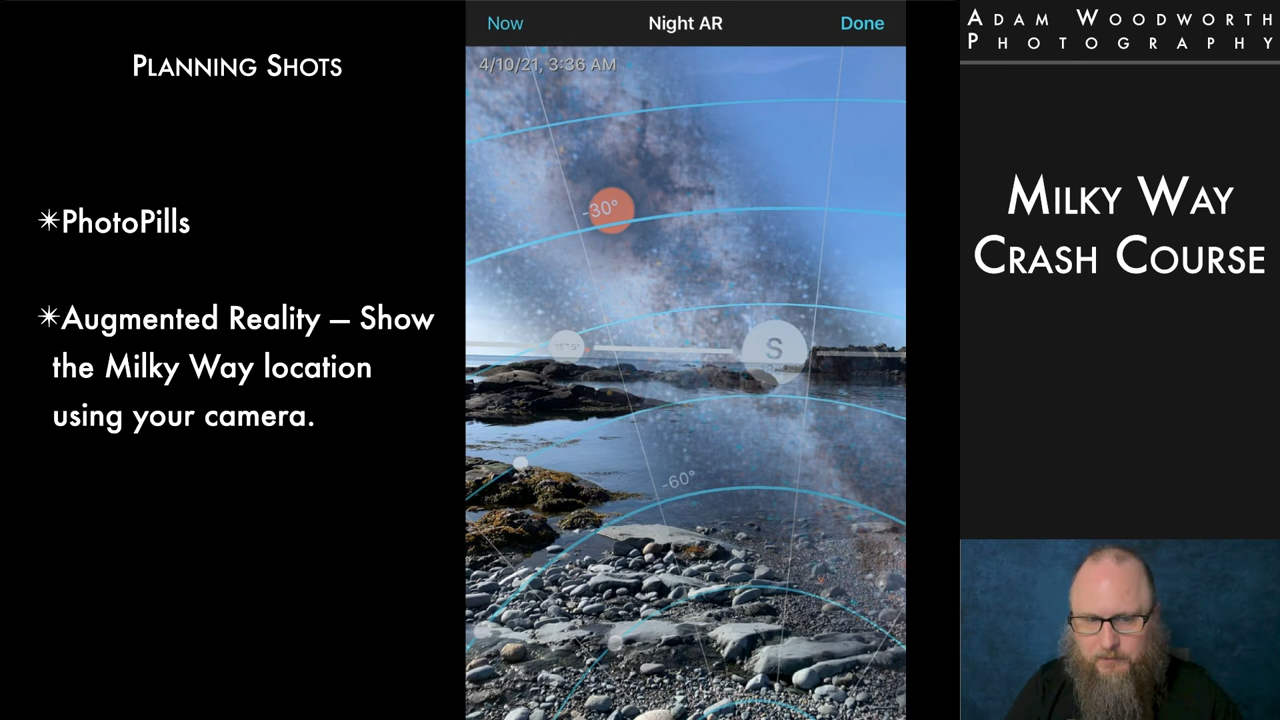 Planning Shots
✴PhotoPills
✴Augmented Reality — Show
the Milky Way location
using your camera.
Now
Night AR
Done
4/10/21, 3:36 AM
-30°
S
-60°
Adam Woodworth
Photography
Milky Way
Crash Course